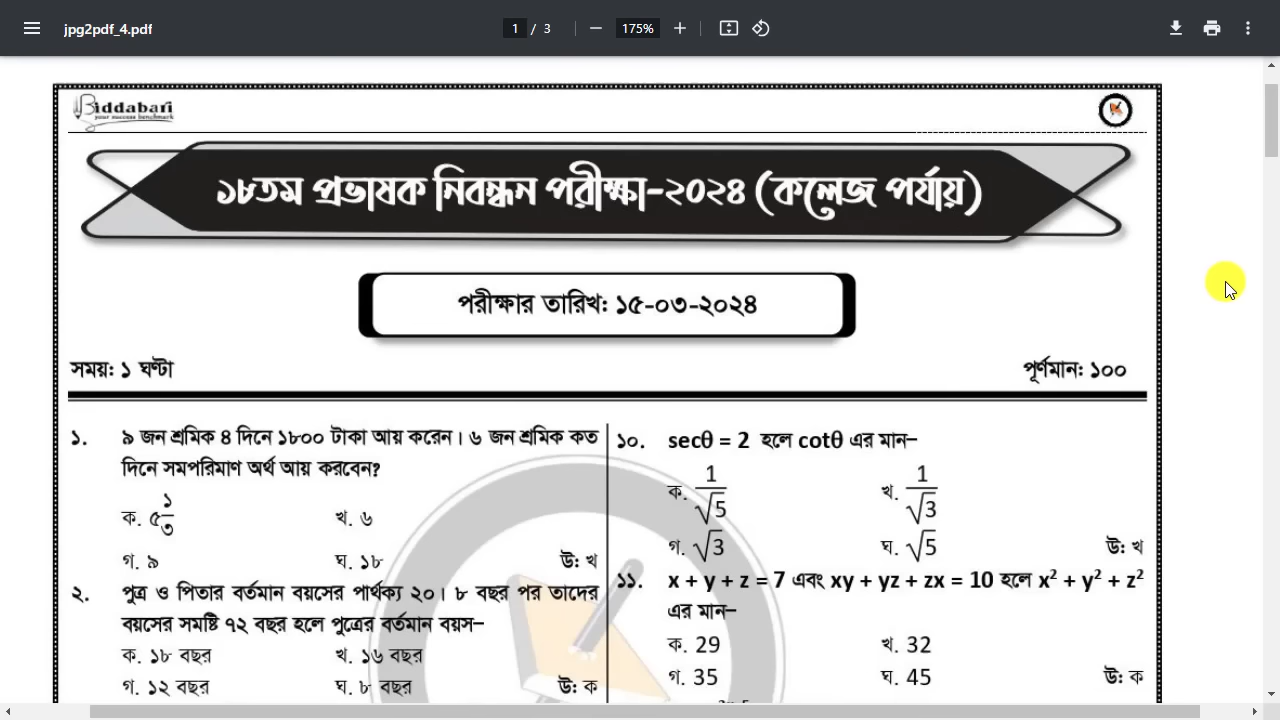 jpg2pdf_4.pdf
1 / 3
175%
Biddabari
your success benchmark
১৮তম প্রভাষক নিবন্ধন পরীক্ষা-২০২৪ (কলেজ পর্যায়)
পরীক্ষার তারিখ: ১৫-০৩-২০২৪
সময়: ১ ঘণ্টা
পূর্ণমান: ১০০
১. ৯ জন শ্রমিক ৪ দিনে ১৮০০ টাকা আয় করেন। ৬ জন শ্রমিক কত
দিনে সমপরিমাণ অর্থ আয় করবেন?
ক. ৫ ১/৩ খ. ৬
গ. ৯ ঘ. ১৮ উ: খ
২. পুত্র ও পিতার বর্তমান বয়সের পার্থক্য ২০। ৮ বছর পর তাদের
বয়সের সমষ্টি ৭২ বছর হলে পুত্রের বর্তমান বয়স–
ক. ১৮ বছর খ. ১৬ বছর
গ. ১২ বছর ঘ. ৮ বছর উ: ক
১০. secθ = 2 হলে cotθ এর মান–
ক. 1/√5 খ. 1/√3
গ. √3 ঘ. √5 উ: খ
১১. x + y + z = 7 এবং xy + yz + zx = 10 হলে x² + y² + z²
এর মান–
ক. 29 খ. 32
গ. 35 ঘ. 45 উ: ক